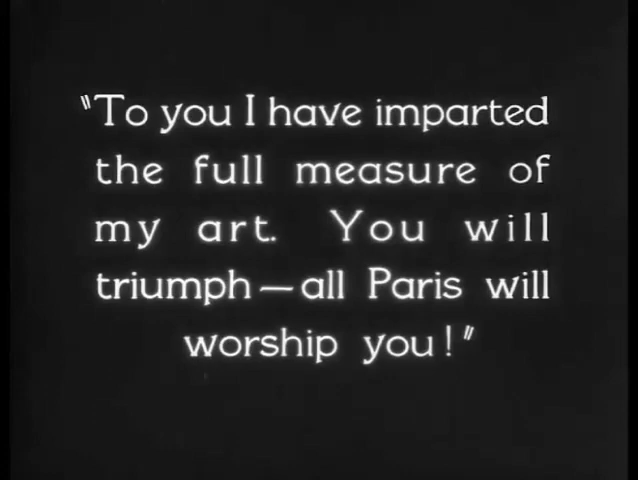 "To you I have imparted
the full measure of
my art. You will
triumph—all Paris will
worship you!"